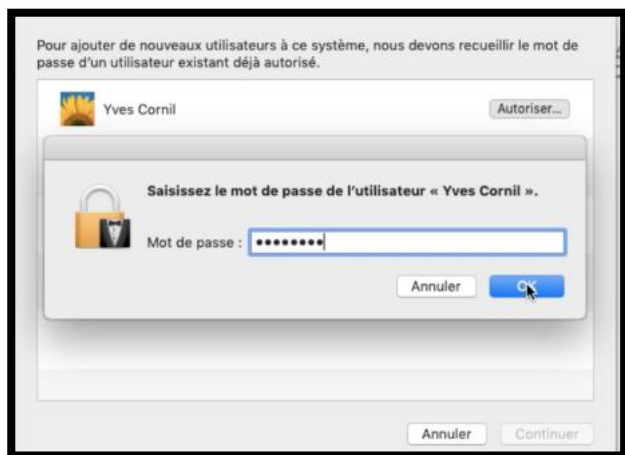 Pour ajouter de nouveaux utilisateurs à ce système, nous devons recueillir le mot de
passe d'un utilisateur existant déjà autorisé.
Yves Cornil
Autoriser...
Saisissez le mot de passe de l'utilisateur « Yves Cornil ».
Mot de passe : ••••••••
Annuler
OK
Annuler
Continuer